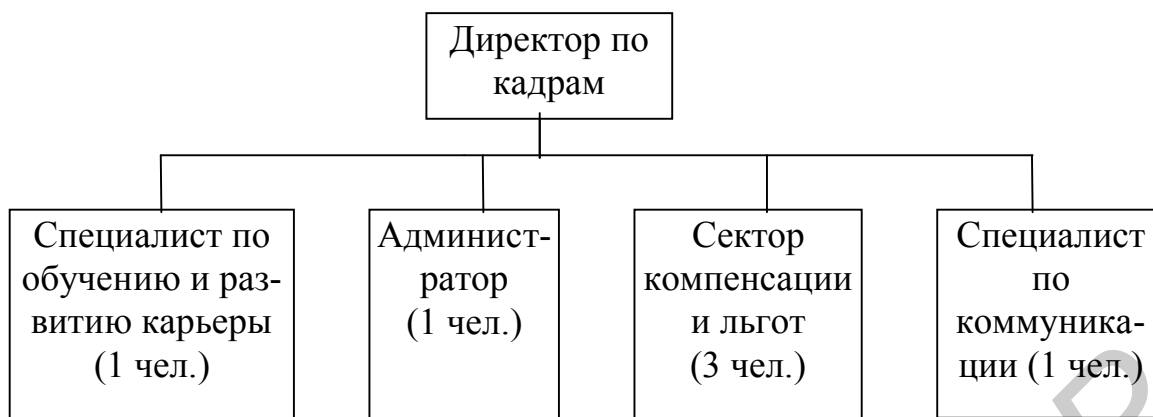 Директор по
кадрам
Специалист по
обучению и раз-
витию карьеры
(1 чел.)
Админист-
ратор
(1 чел.)
Сектор
компенсации
и льгот
(3 чел.)
Специалист
по
коммуника-
ции (1 чел.)